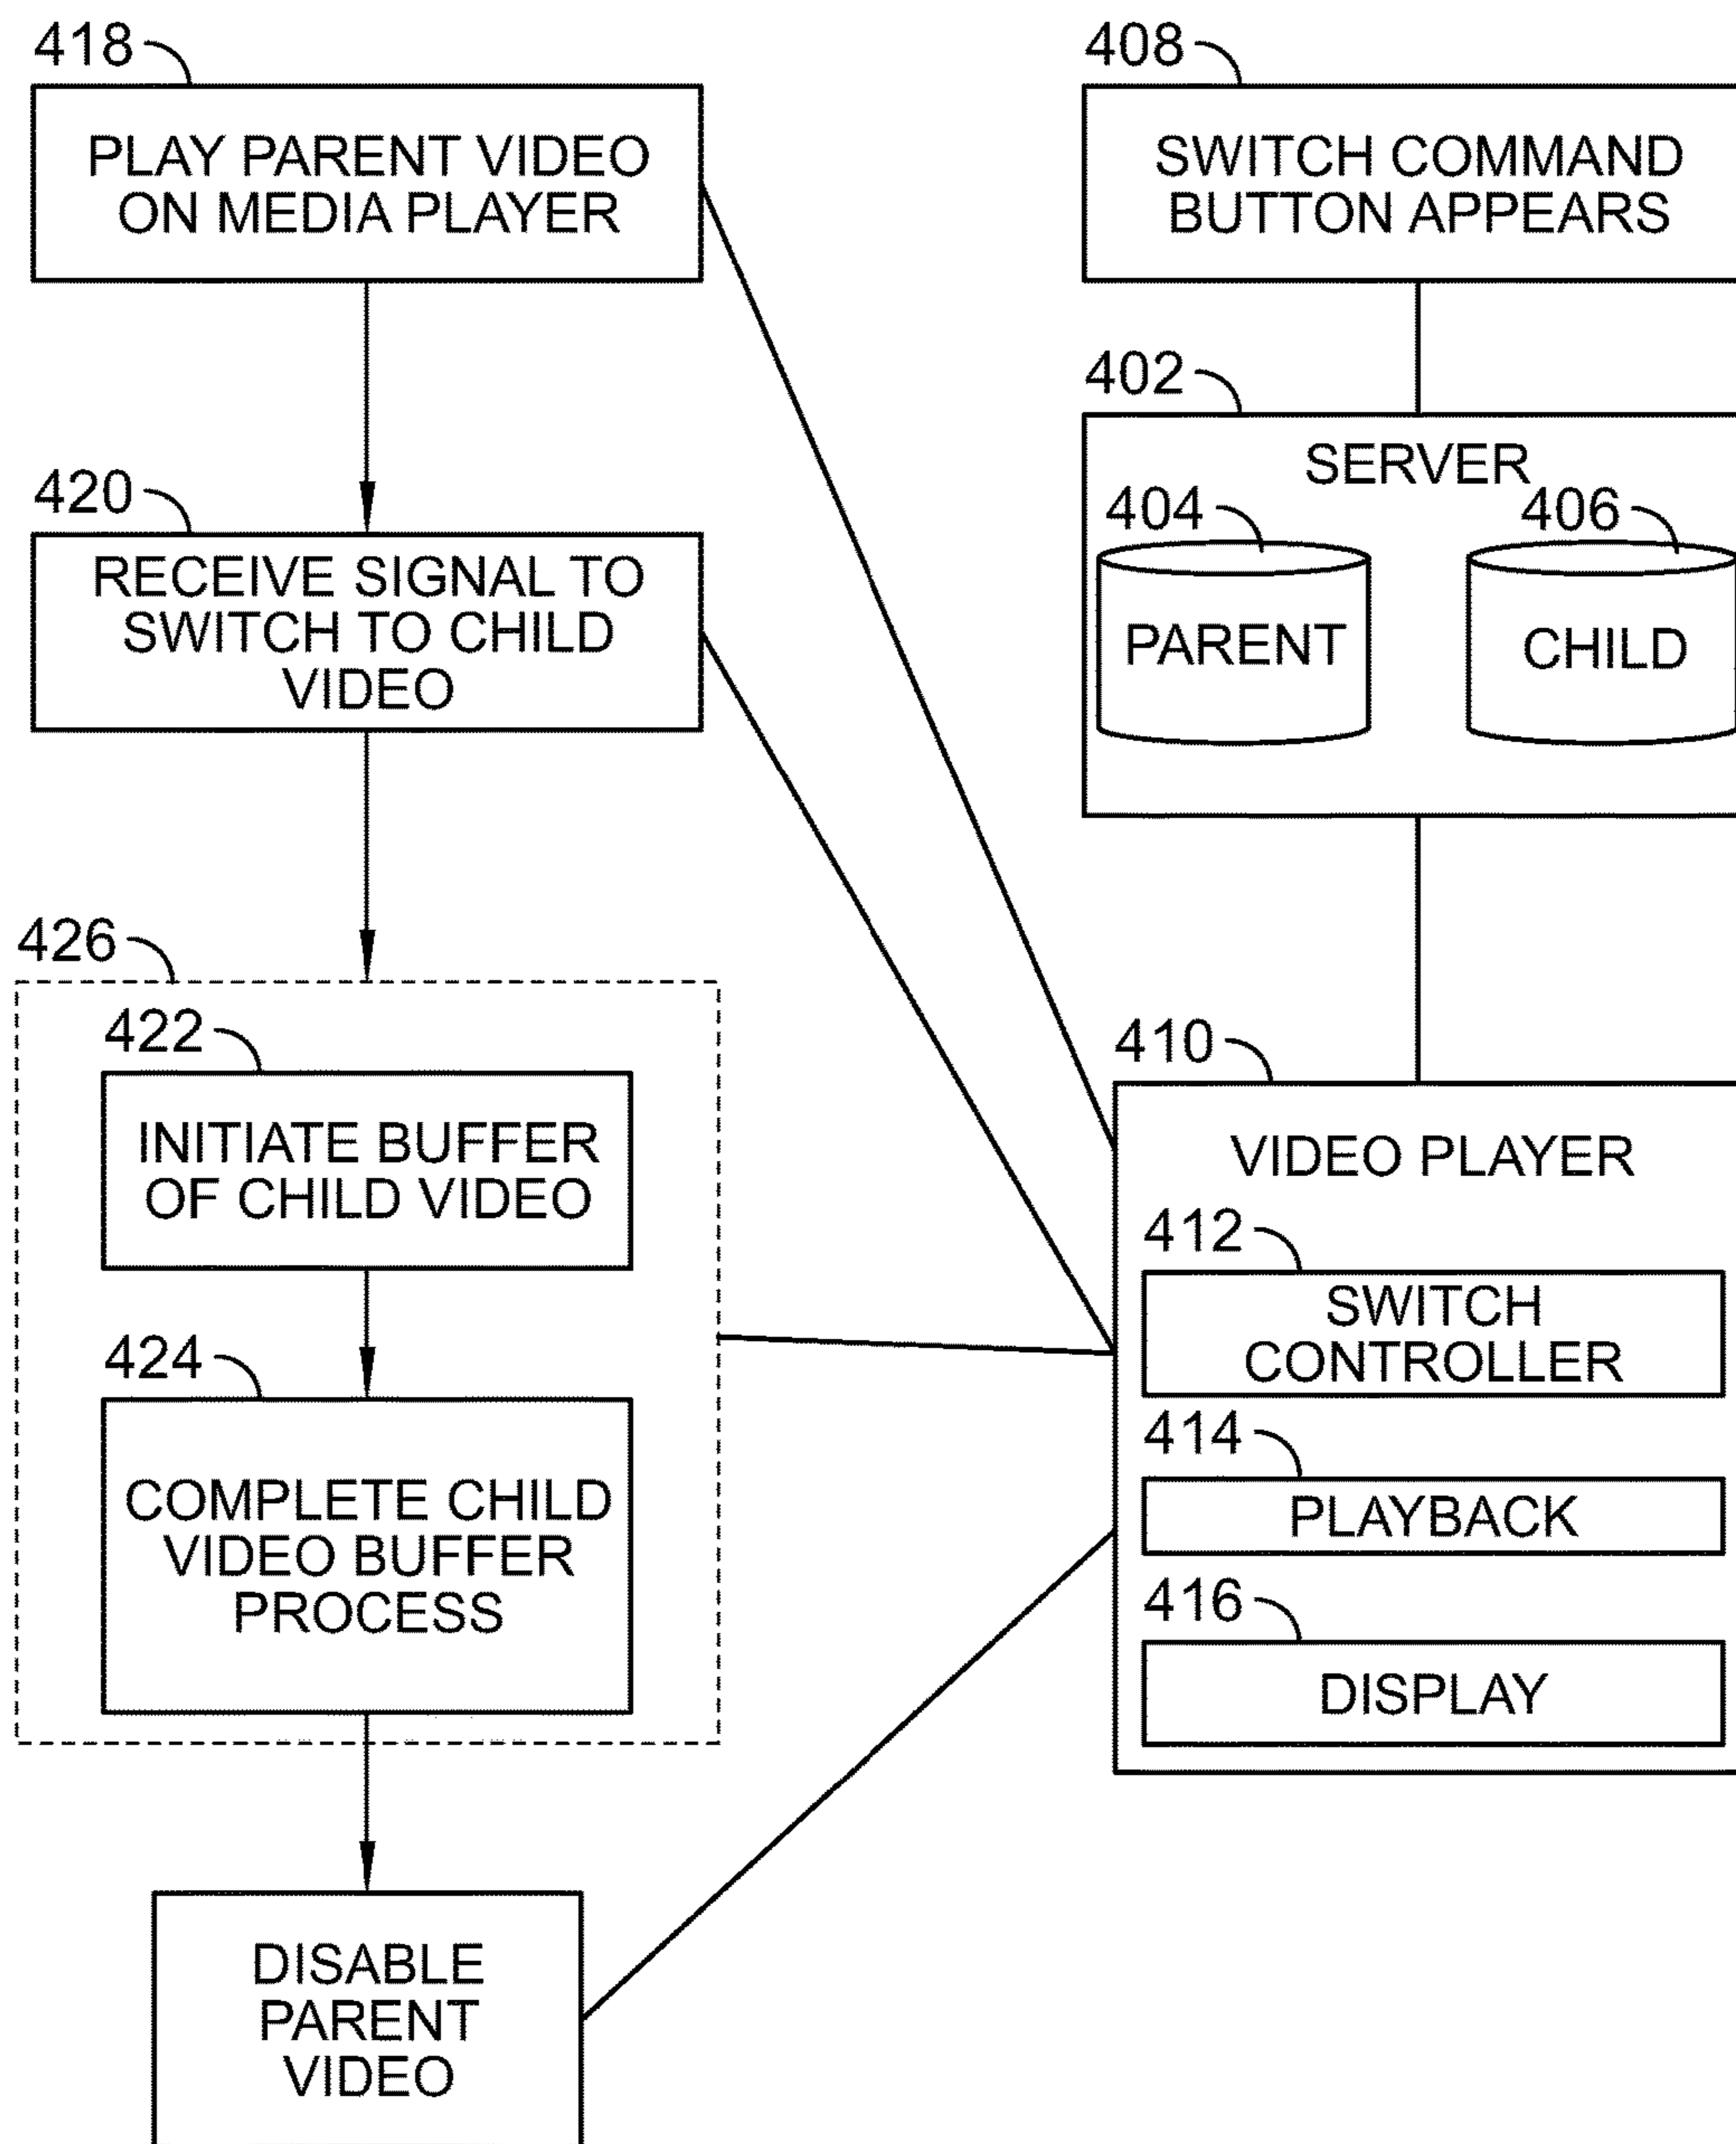 418
PLAY PARENT VIDEO
ON MEDIA PLAYER
420
RECEIVE SIGNAL TO
SWITCH TO CHILD
VIDEO
426
422
INITIATE BUFFER
OF CHILD VIDEO
424
COMPLETE CHILD
VIDEO BUFFER
PROCESS
DISABLE
PARENT
VIDEO
408
SWITCH COMMAND
BUTTON APPEARS
402
SERVER
404
PARENT
406
CHILD
410
VIDEO PLAYER
412
SWITCH
CONTROLLER
414
PLAYBACK
416
DISPLAY